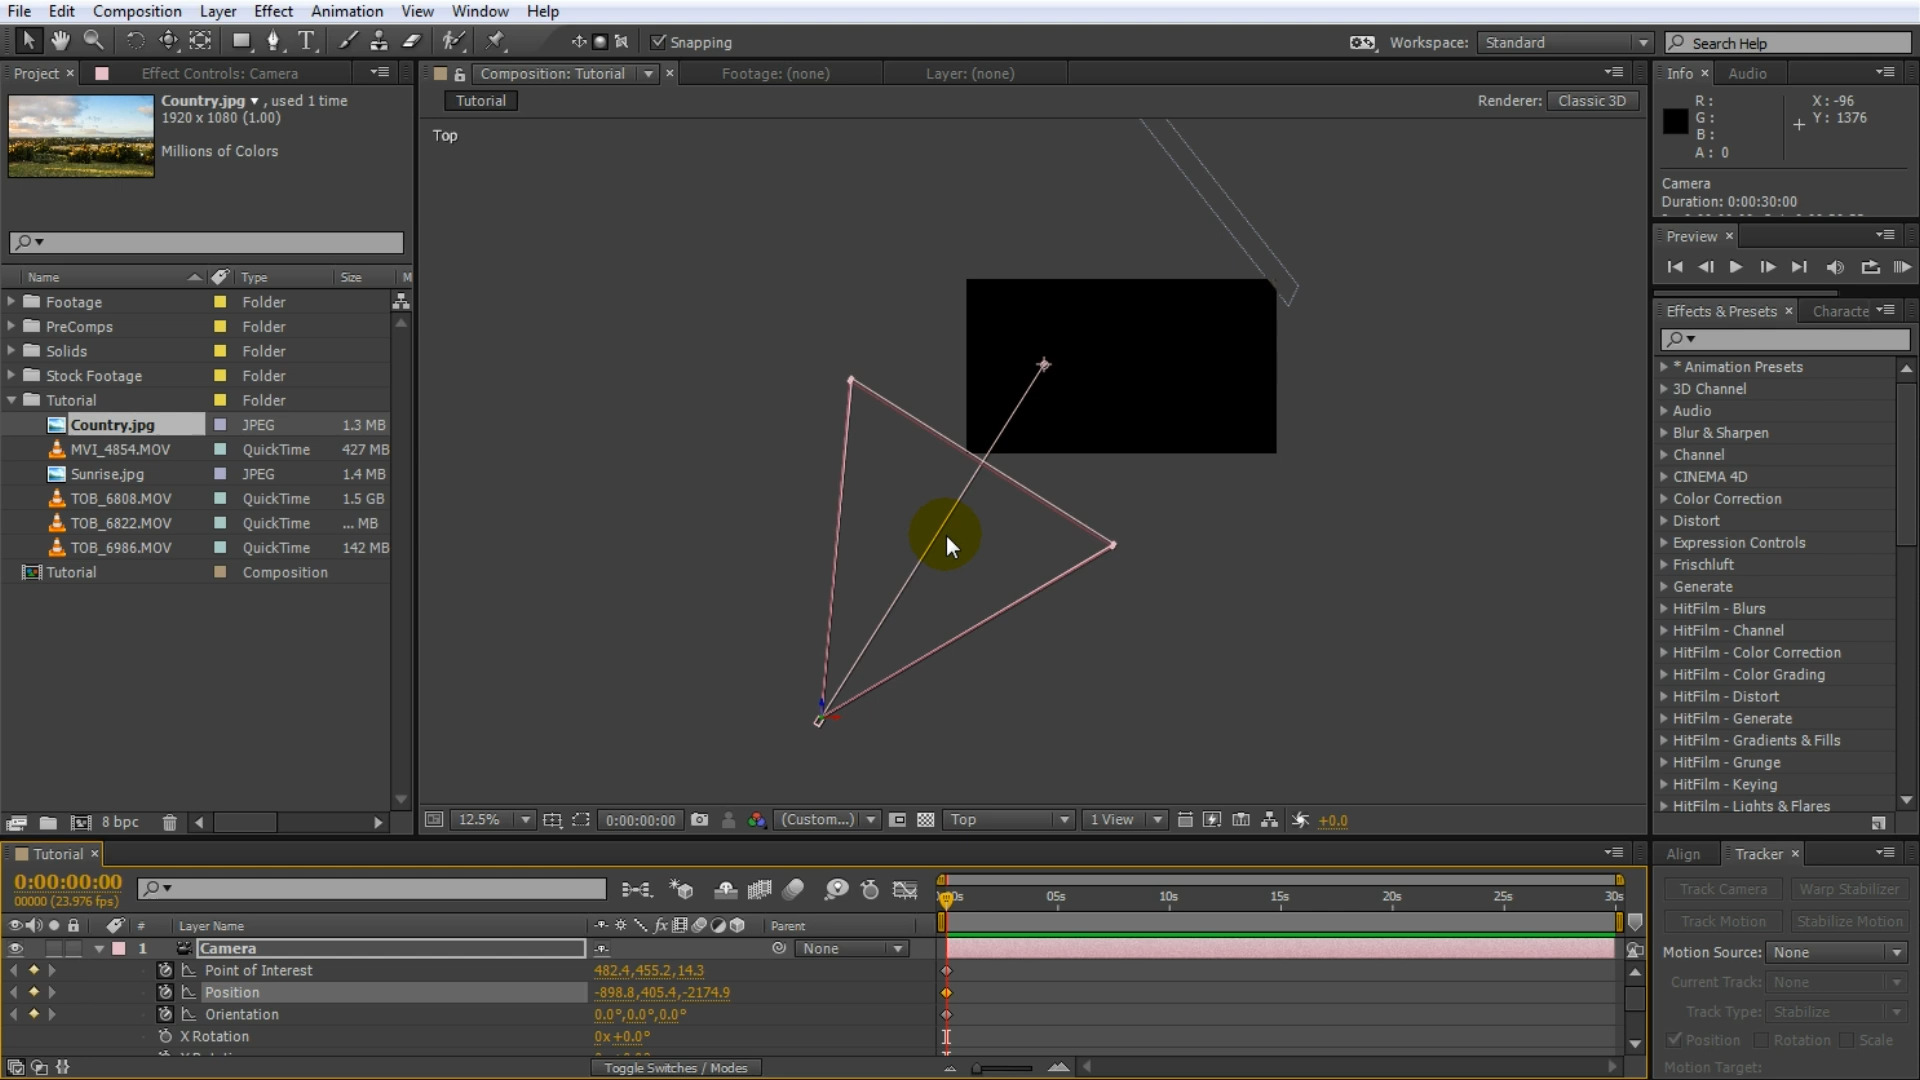 File Edit Composition Layer Effect Animation View Window Help
Snapping
Workspace: Standard
Search Help
Project × Effect Controls: Camera
Country.jpg ▾ , used 1 time
1920 x 1080 (1.00)
Millions of Colors
Name Type Size M
Footage Folder
PreComps Folder
Solids Folder
Stock Footage Folder
Tutorial Folder
Country.jpg JPEG 1.3 MB
MVI_4854.MOV QuickTime 427 MB
Sunrise.jpg JPEG 1.4 MB
TOB_6808.MOV QuickTime 1.5 GB
TOB_6822.MOV QuickTime ... MB
TOB_6986.MOV QuickTime 142 MB
Tutorial Composition
8 bpc
Composition: Tutorial × Footage: (none) Layer: (none)
Tutorial
Renderer: Classic 3D
Top
12.5% 0:00:00:00 (Custom...) Top 1 View +0.0
Info × Audio
R: X: -96
G: Y: 1376
B:
A: 0
Camera
Duration: 0:00:30:00
Preview ×
Effects & Presets × Characte
* Animation Presets
3D Channel
Audio
Blur & Sharpen
Channel
CINEMA 4D
Color Correction
Distort
Expression Controls
Frischluft
Generate
HitFilm - Blurs
HitFilm - Channel
HitFilm - Color Correction
HitFilm - Color Grading
HitFilm - Distort
HitFilm - Generate
HitFilm - Gradients & Fills
HitFilm - Grunge
HitFilm - Keying
HitFilm - Lights & Flares
Tutorial ×
0:00:00:00
00000 (23.976 fps)
05s 10s 15s 20s 25s 30s
# Layer Name fx Parent
1 Camera None
Point of Interest 482.4,455.2,14.3
Position -898.8,405.4,-2174.9
Orientation 0.0°,0.0°,0.0°
X Rotation 0x+0.0°
Toggle Switches / Modes
Align Tracker ×
Track Camera Warp Stabilizer
Track Motion Stabilize Motion
Motion Source: None
Current Track: None
Track Type: Stabilize
Position Rotation Scale
Motion Target: